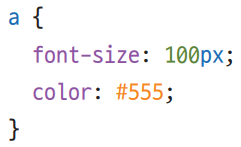 a {
  font-size: 100px;
  color: #555;
}